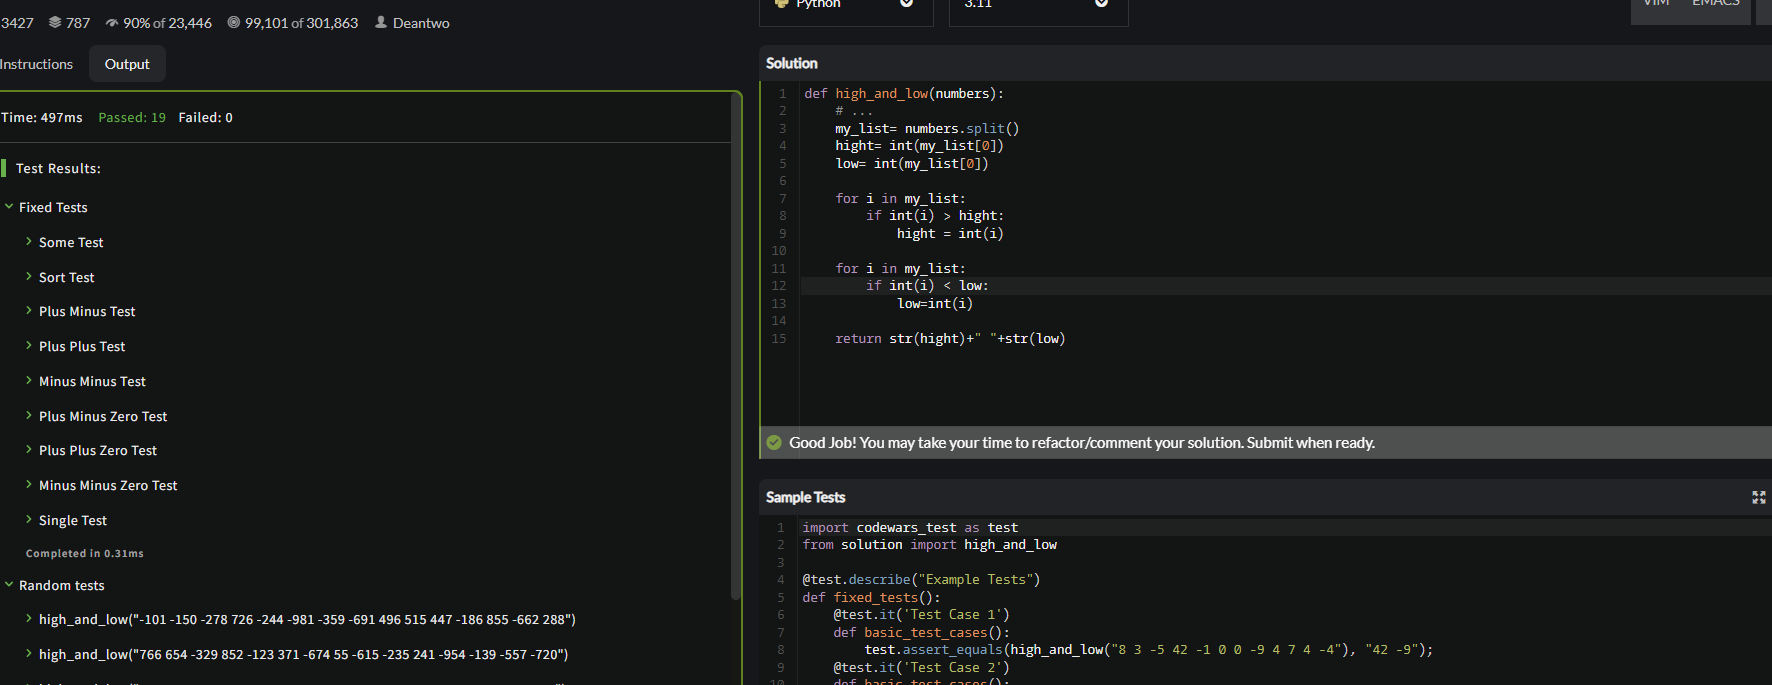 3427 787 90% of 23,446 99,101 of 301,863 Deantwo
Python
3.11
VIM EMACS
Instructions Output
Time: 497ms Passed: 19 Failed: 0
Test Results:
Fixed Tests
Some Test
Sort Test
Plus Minus Test
Plus Plus Test
Minus Minus Test
Plus Minus Zero Test
Plus Plus Zero Test
Minus Minus Zero Test
Single Test
Completed in 0.31ms
Random tests
high_and_low("-101 -150 -278 726 -244 -981 -359 -691 496 515 447 -186 855 -662 288")
high_and_low("766 654 -329 852 -123 371 -674 55 -615 -235 241 -954 -139 -557 -720")
Solution
1 def high_and_low(numbers):
2     # ...
3     my_list= numbers.split()
4     hight= int(my_list[0])
5     low= int(my_list[0])
6
7     for i in my_list:
8         if int(i) > hight:
9             hight = int(i)
10
11     for i in my_list:
12         if int(i) < low:
13             low=int(i)
14
15     return str(hight)+" "+str(low)
Good Job! You may take your time to refactor/comment your solution. Submit when ready.
Sample Tests
1 import codewars_test as test
2 from solution import high_and_low
3
4 @test.describe("Example Tests")
5 def fixed_tests():
6     @test.it('Test Case 1')
7     def basic_test_cases():
8         test.assert_equals(high_and_low("8 3 -5 42 -1 0 0 -9 4 7 4 -4"), "42 -9");
9     @test.it('Test Case 2')
10     def basic_test_cases():